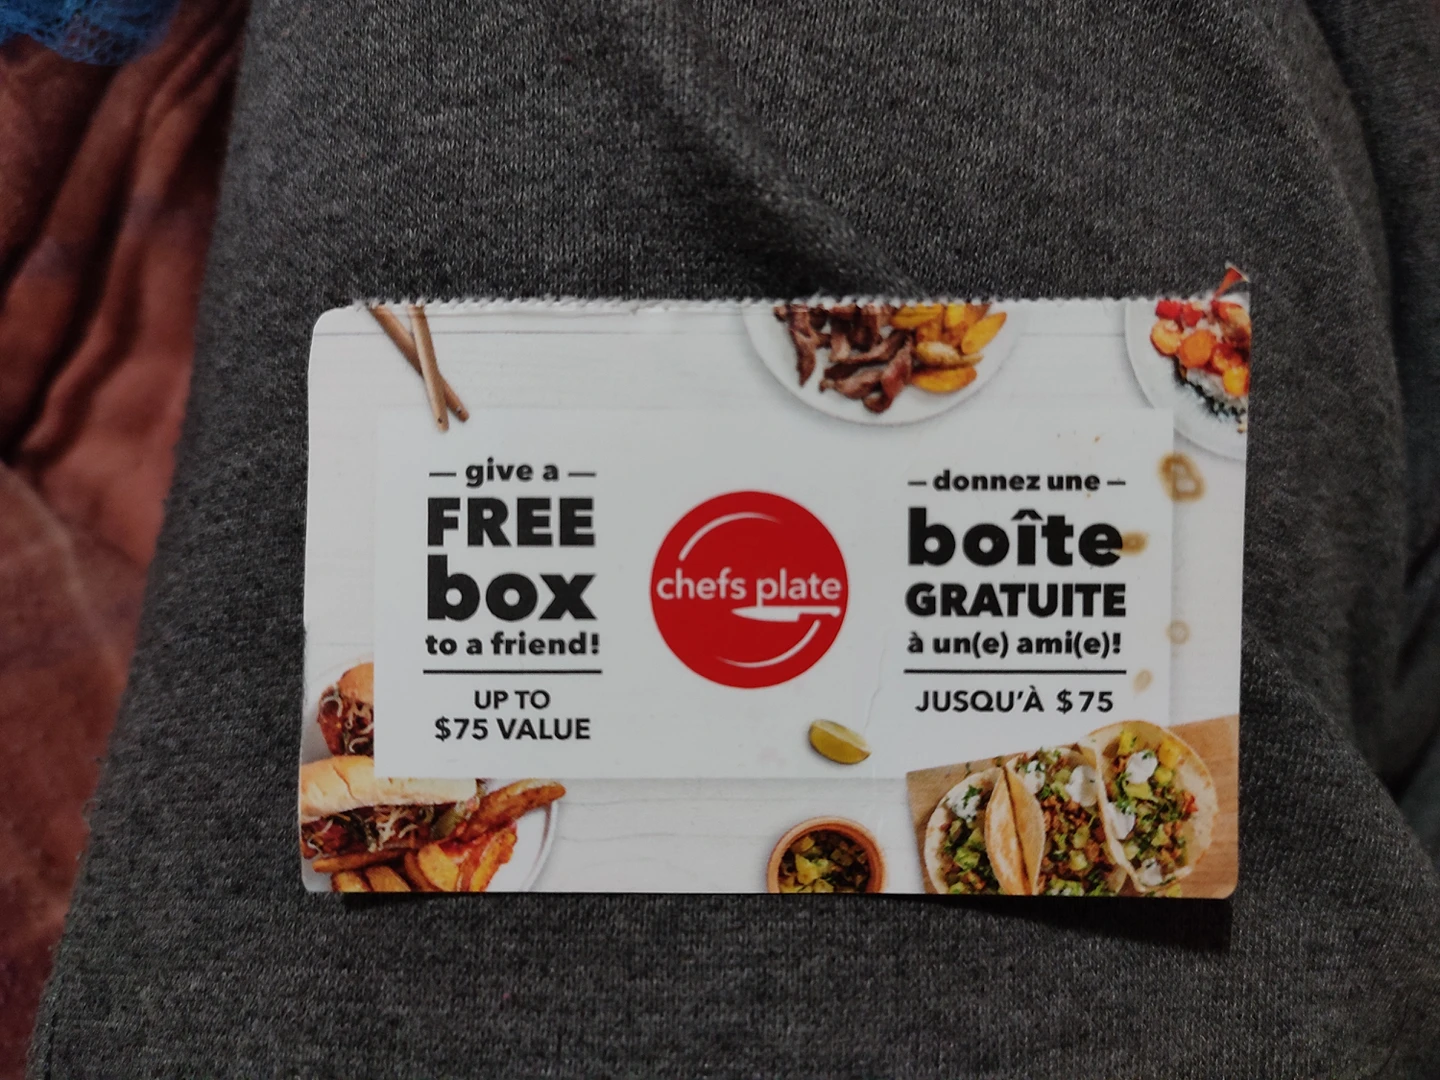 — give a —
FREE
box
to a friend!
UP TO
$75 VALUE
chefs plate
— donnez une —
boîte
GRATUITE
à un(e) ami(e)!
JUSQU'À $75